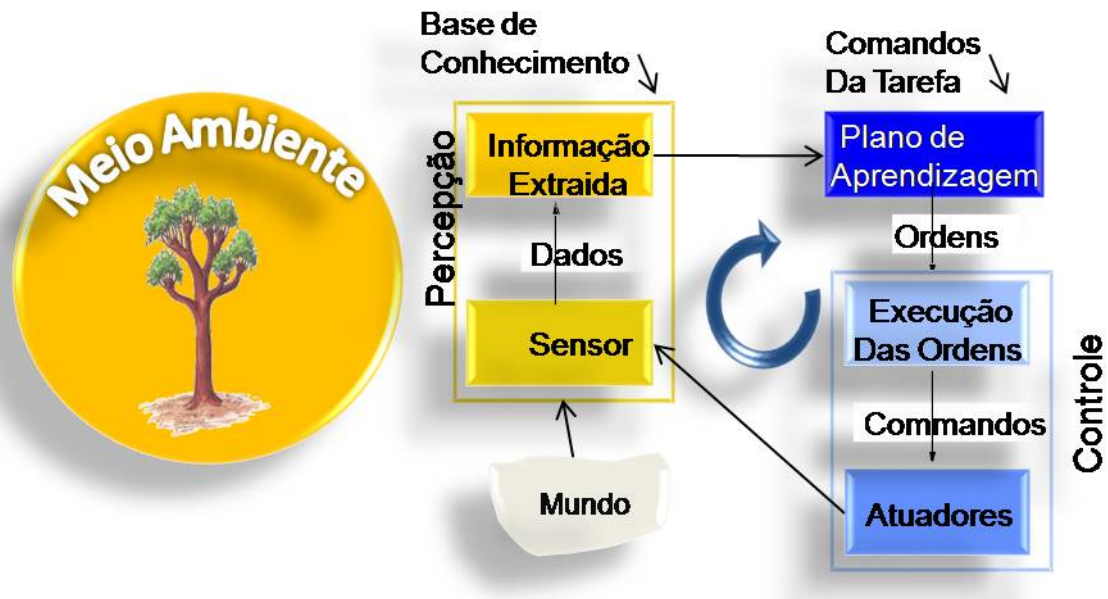 Meio Ambiente
Base de
Conhecimento
Percepção
Informação
Extraida
Dados
Sensor
Mundo
Comandos
Da Tarefa
Plano de
Aprendizagem
Ordens
Execução
Das Ordens
Commandos
Atuadores
Controle